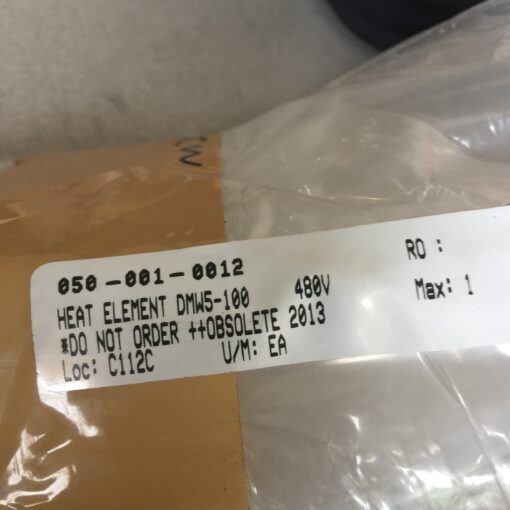 CW
050-001-0012 RO :
HEAT ELEMENT DMW5-100 480V Max: 1
*DO NOT ORDER ++OBSOLETE 2013
Loc: C112C U/M: EA